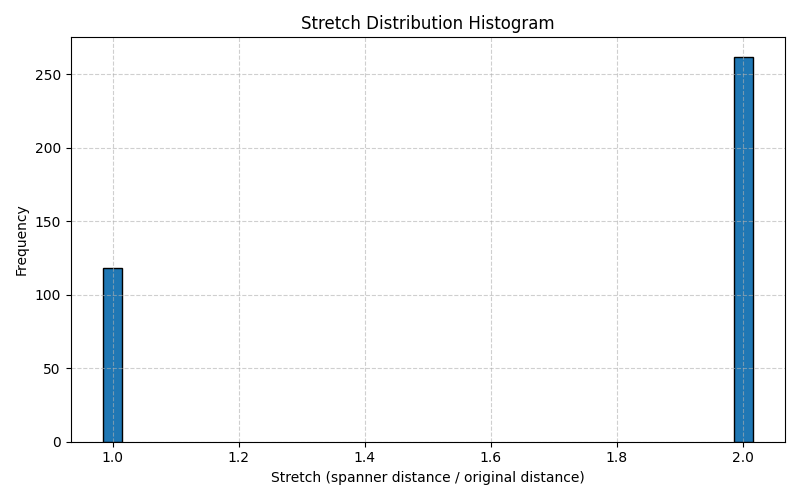 Stretch Distribution Histogram
Frequency
250
200
150
100
50
0
1.0 1.2 1.4 1.6 1.8 2.0
Stretch (spanner distance / original distance)